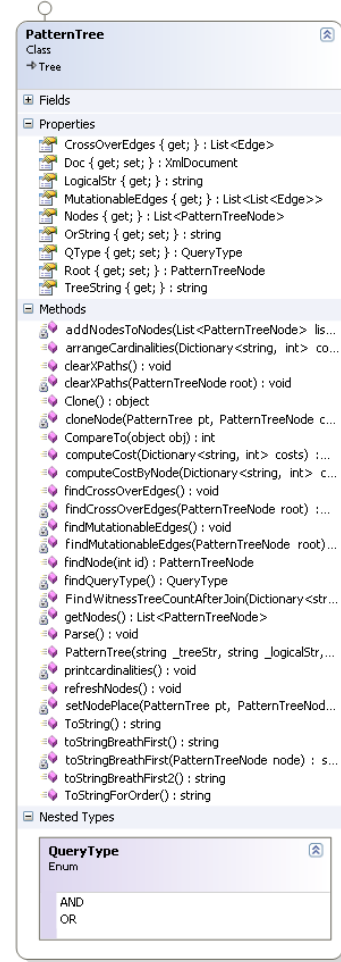 PatternTree
Class
Tree
Fields
Properties
CrossOverEdges { get; } : List<Edge>
Doc { get; set; } : XmlDocument
LogicalStr { get; } : string
MutationableEdges { get; } : List<List<Edge>>
Nodes { get; } : List<PatternTreeNode>
OrString { get; set; } : string
QType { get; set; } : QueryType
Root { get; set; } : PatternTreeNode
TreeString { get; } : string
Methods
addNodesToNodes(List<PatternTreeNode> lis...
arrangeCardinalities(Dictionary<string, int> co...
clearXPaths() : void
clearXPaths(PatternTreeNode root) : void
Clone() : object
cloneNode(PatternTree pt, PatternTreeNode c...
CompareTo(object obj) : int
computeCost(Dictionary<string, int> costs) :...
computeCostByNode(Dictionary<string, int> c...
findCrossOverEdges() : void
findCrossOverEdges(PatternTreeNode root) :...
findMutationableEdges() : void
findMutationableEdges(PatternTreeNode root)...
findNode(int id) : PatternTreeNode
findQueryType() : QueryType
FindWitnessTreeCountAfterJoin(Dictionary<str...
getNodes() : List<PatternTreeNode>
Parse() : void
PatternTree(string _treeStr, string _logicalStr,...
printcardinalities() : void
refreshNodes() : void
setNodePlace(PatternTree pt, PatternTreeNod...
ToString() : string
toStringBreathFirst() : string
toStringBreathFirst(PatternTreeNode node) : s...
toStringBreathFirst2() : string
ToStringForOrder() : string
Nested Types
QueryType
Enum
AND
OR